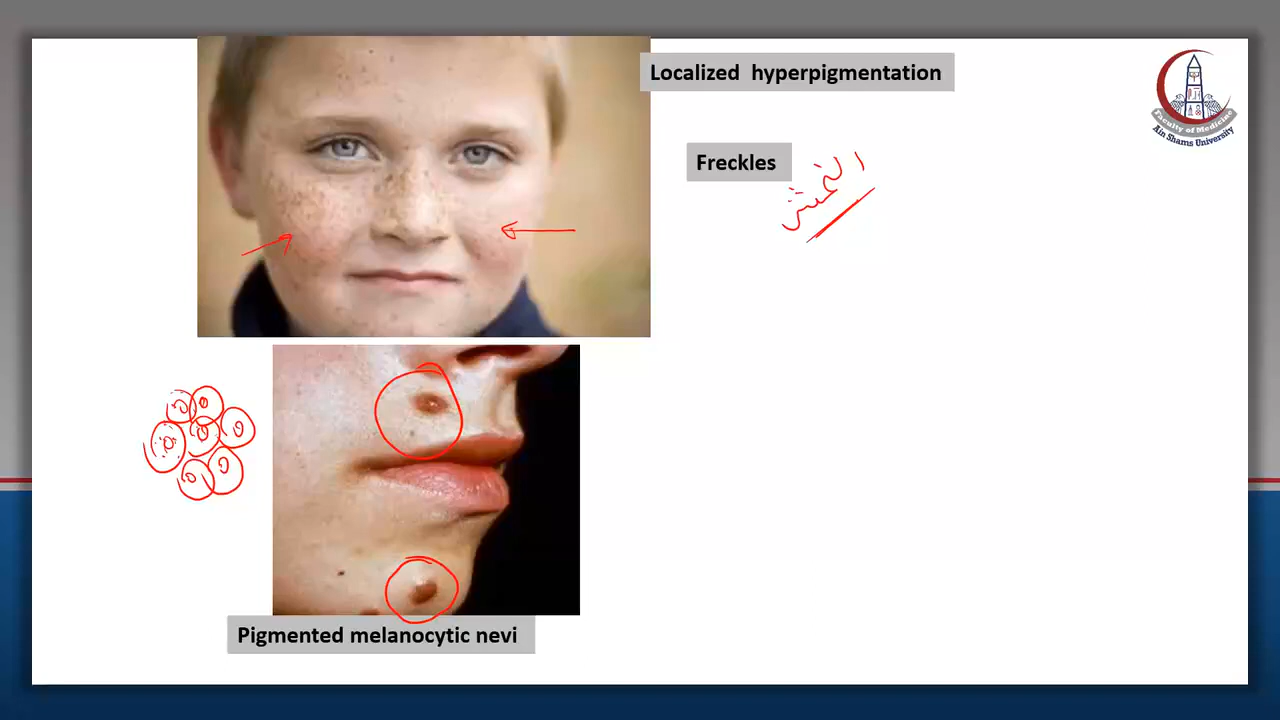 Localized hyperpigmentation
Freckles
النمش
Pigmented melanocytic nevi
Faculty of Medicine
Ain Shams University